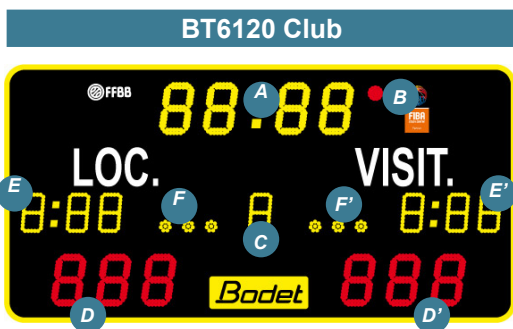 BT6120 Club
FFBB 88:88 A B
FIBA
LOC. VISIT.
E 8:88 F 8 F' 8:88 E'
C
888 Bodet 888
D D'